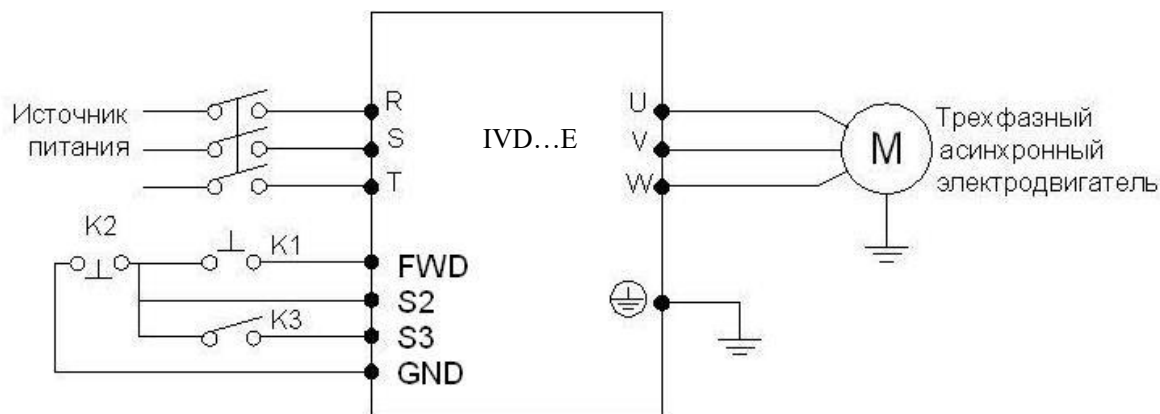 Источник
питания
R
S
T
IVD...E
U
V
W
M
Трехфазный
асинхронный
электродвигатель
K2
K1
K3
FWD
S2
S3
GND